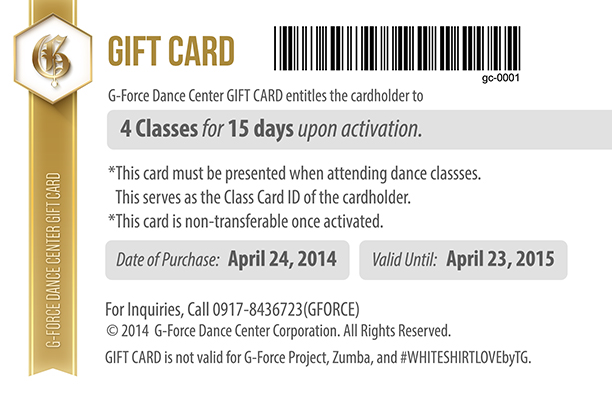 G
GIFT CARD
gc-0001
G-Force Dance Center GIFT CARD entitles the cardholder to
4 Classes for 15 days upon activation.
*This card must be presented when attending dance classses.
This serves as the Class Card ID of the cardholder.
*This card is non-transferable once activated.
Date of Purchase: April 24, 2014 Valid Until: April 23, 2015
For Inquiries, Call 0917-8436723(GFORCE)
© 2014 G-Force Dance Center Corporation. All Rights Reserved.
GIFT CARD is not valid for G-Force Project, Zumba, and #WHITESHIRTLOVEbyTG.
G-FORCE DANCE CENTER GIFT CARD